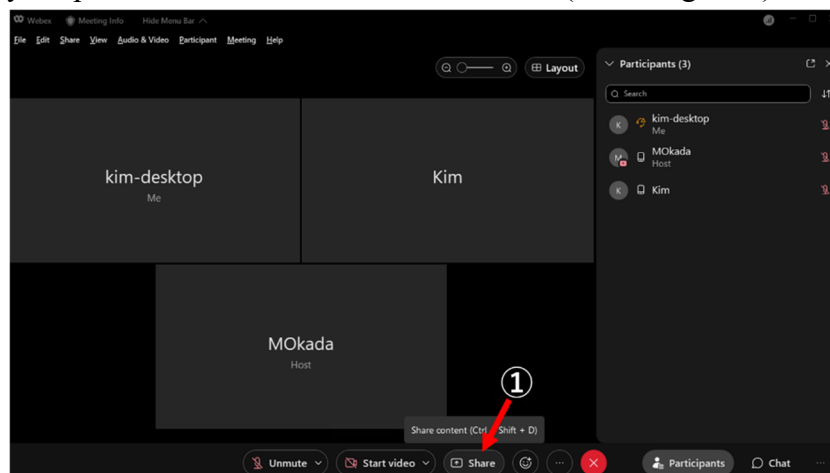 Webex Meeting Info Hide Menu Bar
File Edit Share View Audio & Video Participant Meeting Help
Layout
Participants (3)
Search
K kim-desktop
Me
M MOkada
Host
K Kim
kim-desktop
Me
Kim
MOkada
Host
①
Share content (Ctrl Shift + D)
Unmute Start video Share Participants Chat